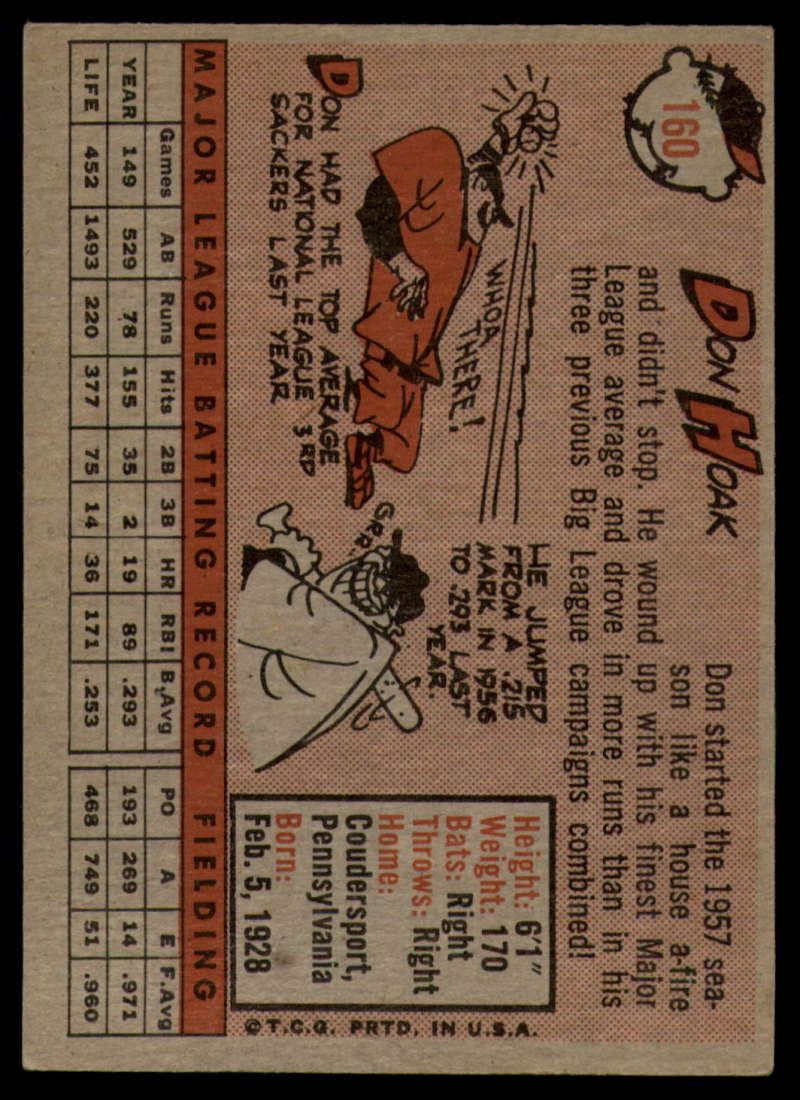 160
DON HOAK
Don started the 1957 sea-
son like a house a-fire
and didn't stop. He wound up with his finest Major
League average and drove in more runs than in his
three previous Big League campaigns combined!
WHOA
THERE!
DON HAD THE TOP AVERAGE
FOR NATIONAL LEAGUE 3RD
SACKERS LAST YEAR
HE JUMPED
FROM A .215
MARK IN 1956
TO .293 LAST
YEAR.
GRR.
Height: 6'1"
Weight: 170
Bats: Right
Throws: Right
Home:
Coudersport,
Pennsylvania
Born:
Feb. 5, 1928
©T.C.G. PRTD. IN U.S.A.
MAJOR LEAGUE BATTING RECORD FIELDING
Games AB Runs Hits 2B 3B HR RBI B.Avg PO A E F.Avg
YEAR 149 529 78 155 35 2 19 89 .293 193 269 14 .971
LIFE 452 1493 220 377 75 14 36 171 .253 468 749 51 .960